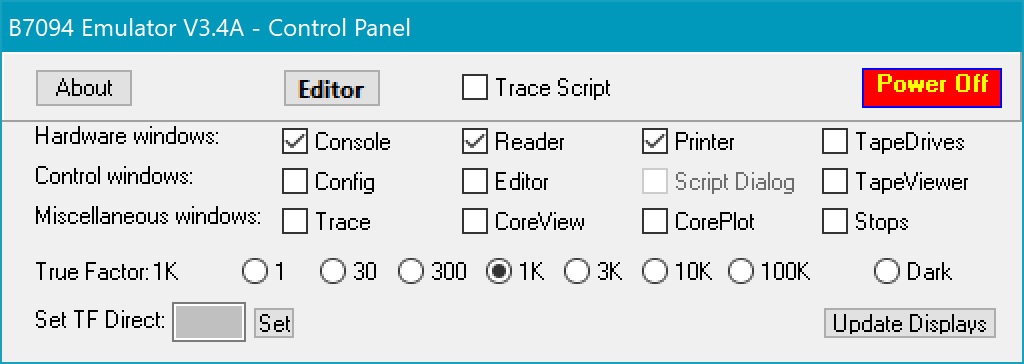 B7094 Emulator V3.4A - Control Panel
About Editor Trace Script Power Off
Hardware windows: Console Reader Printer TapeDrives
Control windows: Config Editor Script Dialog TapeViewer
Miscellaneous windows: Trace CoreView CorePlot Stops
True Factor: 1K 1 30 300 1K 3K 10K 100K Dark
Set TF Direct: Set Update Displays